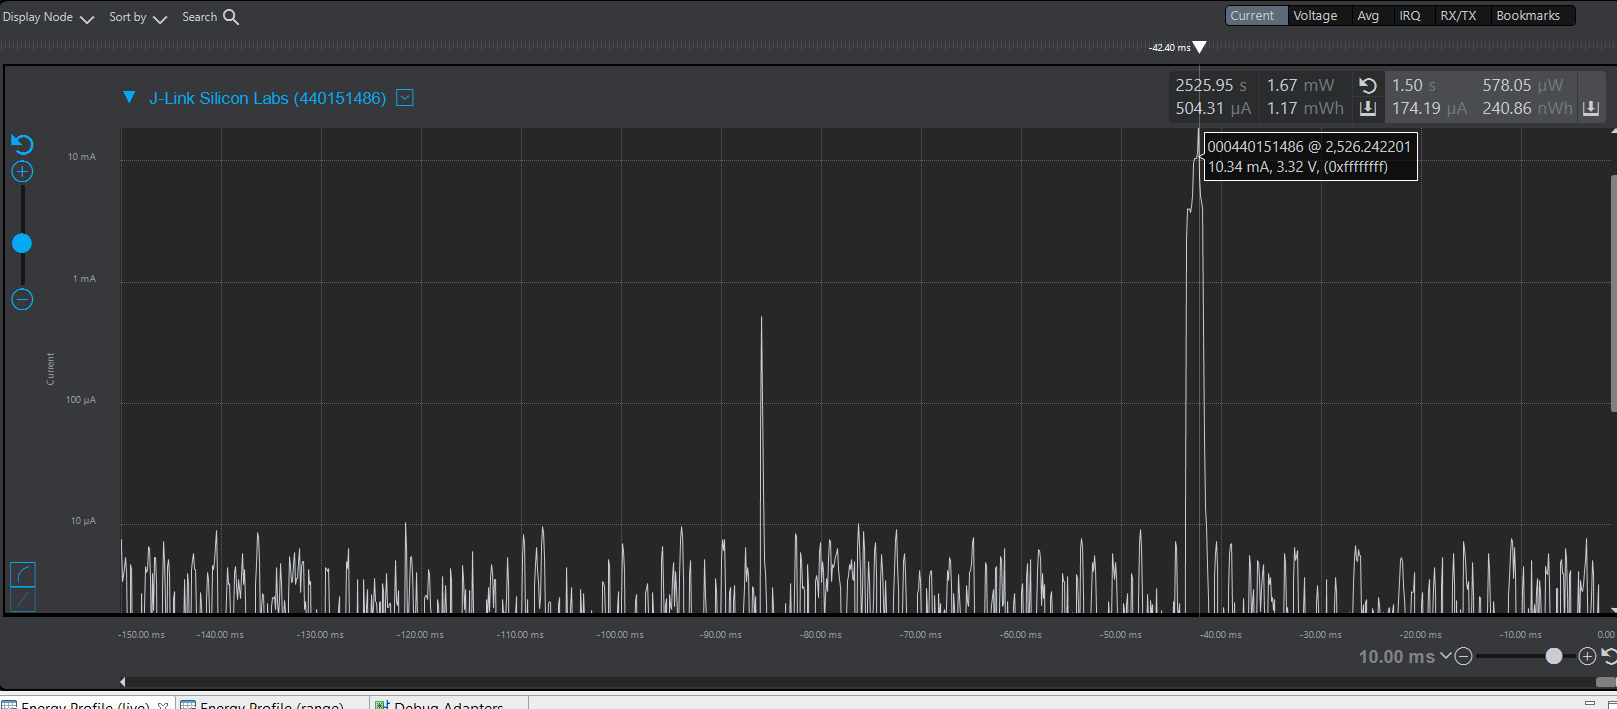 Display Node Sort by Search Current Voltage Avg IRQ RX/TX Bookmarks
-42.40 ms
J-Link Silicon Labs (440151486)
2525.95 s 1.67 mW 1.50 s 578.05 µW
504.31 µA 1.17 mWh 174.19 µA 240.86 nWh
000440151486 @ 2,526.242201
10.34 mA, 3.32 V, (0xffffffff)
10 mA
1 mA
Current
100 µA
10 µA
-150.00 ms -140.00 ms -130.00 ms -120.00 ms -110.00 ms -100.00 ms -90.00 ms -80.00 ms -70.00 ms -60.00 ms -50.00 ms -40.00 ms -30.00 ms -20.00 ms -10.00 ms 0.00
10.00 ms
Energy Profile (live) Energy Profile (range) Debug Adapters